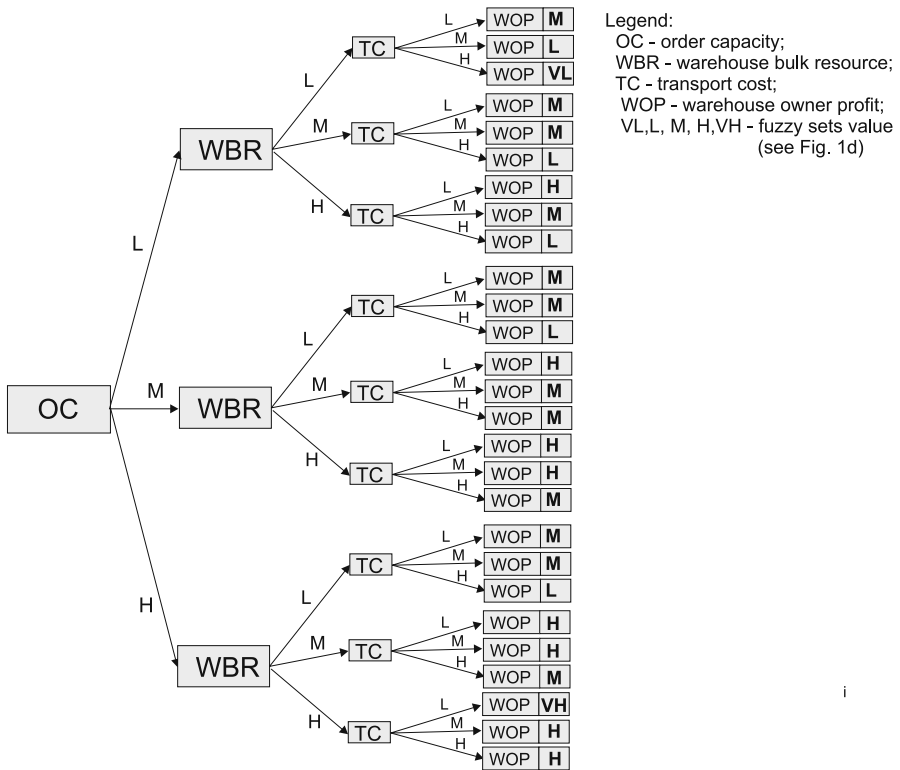 Legend:
OC - order capacity;
WBR - warehouse bulk resource;
TC - transport cost;
WOP - warehouse owner profit;
VL,L, M, H,VH - fuzzy sets value
(see Fig. 1d)
OC
L
M
H
WBR
L
M
H
TC
L
M
H
WOP M
WOP L
WOP VL
TC
L
M
H
WOP M
WOP M
WOP L
TC
L
M
H
WOP H
WOP M
WOP L
WBR
L
M
H
TC
L
M
H
WOP M
WOP M
WOP L
TC
L
M
H
WOP H
WOP M
WOP M
TC
L
M
H
WOP H
WOP H
WOP M
WBR
L
M
H
TC
L
M
H
WOP M
WOP M
WOP L
TC
L
M
H
WOP H
WOP H
WOP M
TC
L
M
H
WOP VH
WOP H
WOP H
i